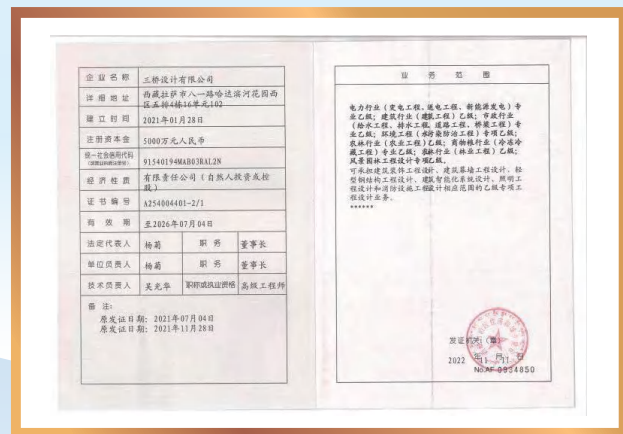 企业名称 三桥设计有限公司
详细地址 西藏拉萨市八一路哈达滨河花园西
区五排4栋16单元102
建立时间 2021年01月28日
注册资本金 5000万元人民币
统一社会信用代码
91540194MAB03BAL2N
经济性质 有限责任公司（自然人投资或控
股）
证书编号 A254004401-2/1
有效期 至2026年07月04日
法定代表人 杨菊 职务 董事长
单位负责人 杨菊 职务 董事长
技术负责人 吴光华 职称或执业资格 高级工程师
备注：
原发证日期：2021年07月04日
原发证日期：2021年11月28日
业务范围
电力行业（变电工程、送电工程、新能源发电）专
业乙级；建筑行业（建筑工程）乙级；市政行业
（给水工程、排水工程、道路工程、桥梁工程）专
业乙级；环境工程（水污染防治工程）专项乙级；
农林行业（农业工程）乙级；商物粮行业（冷冻冷
藏工程）专业乙级；农林行业（林业工程）乙级；
风景园林工程设计专项乙级。
可承担建筑装饰工程设计、建筑幕墙工程设计、轻
型钢结构工程设计、建筑智能化系统设计、照明工
程设计和消防设施工程设计相应范围的乙级专项工
程设计业务。
******
发证机关（章）
2022年11月11日
No.AF 0934850